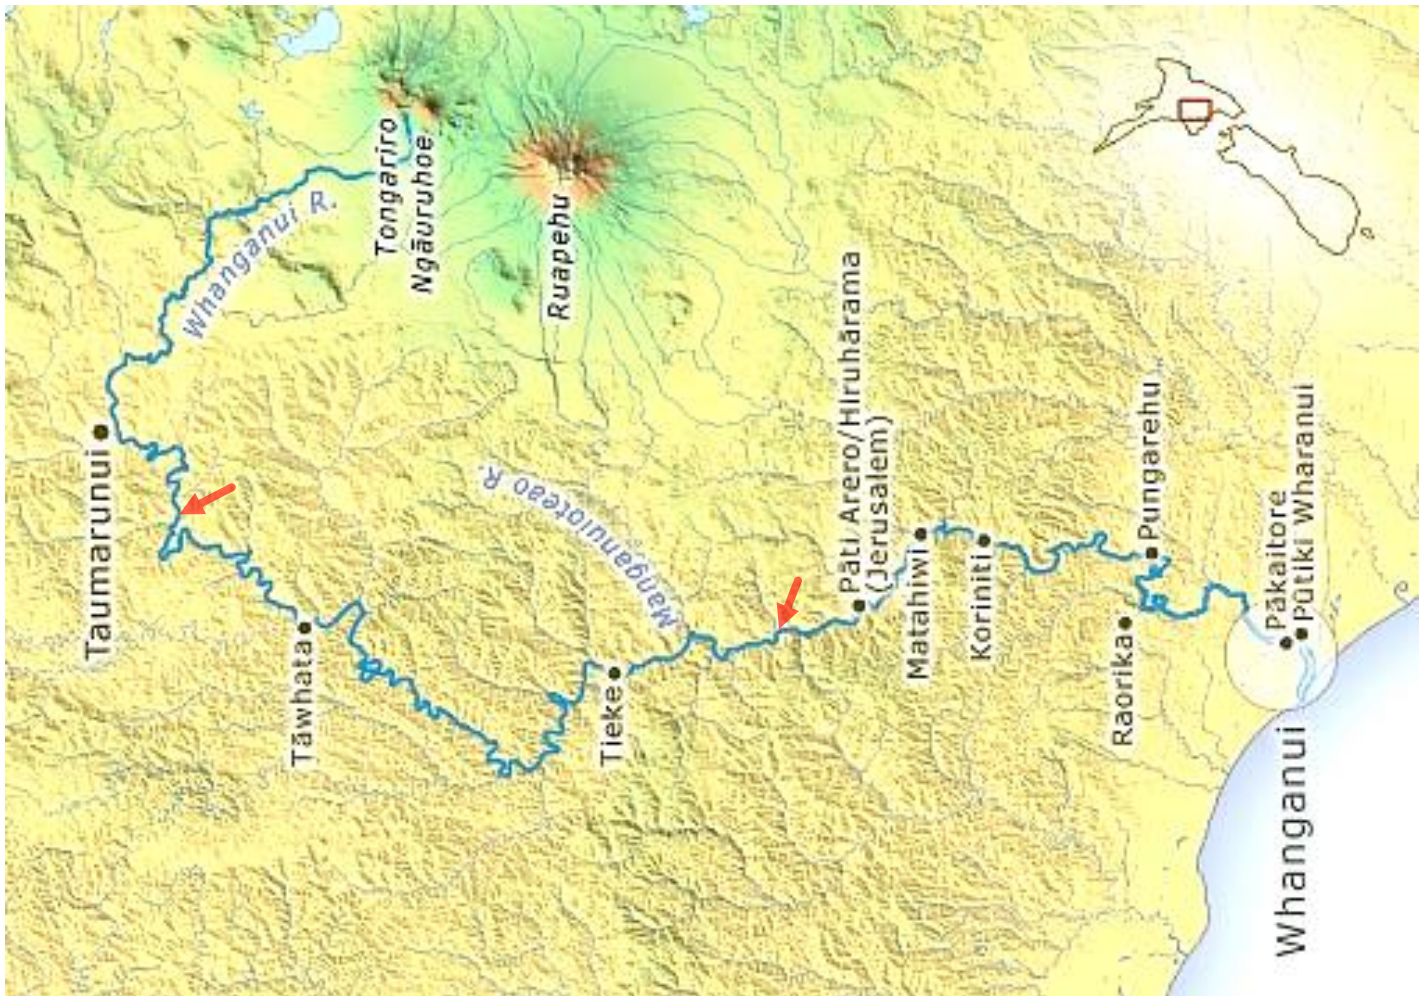 Taumarunui
Whanganui R.
Tongariro
Ngāuruhoe
Ruapehu
Tāwhata
Manganuioteao R.
Tieke
Pāti Arero/Hiruhārama
(Jerusalem)
Matahiwi
Koriniti
Pungarehu
Raorika
Pākaitore
Pūtiki Wharanui
Whanganui